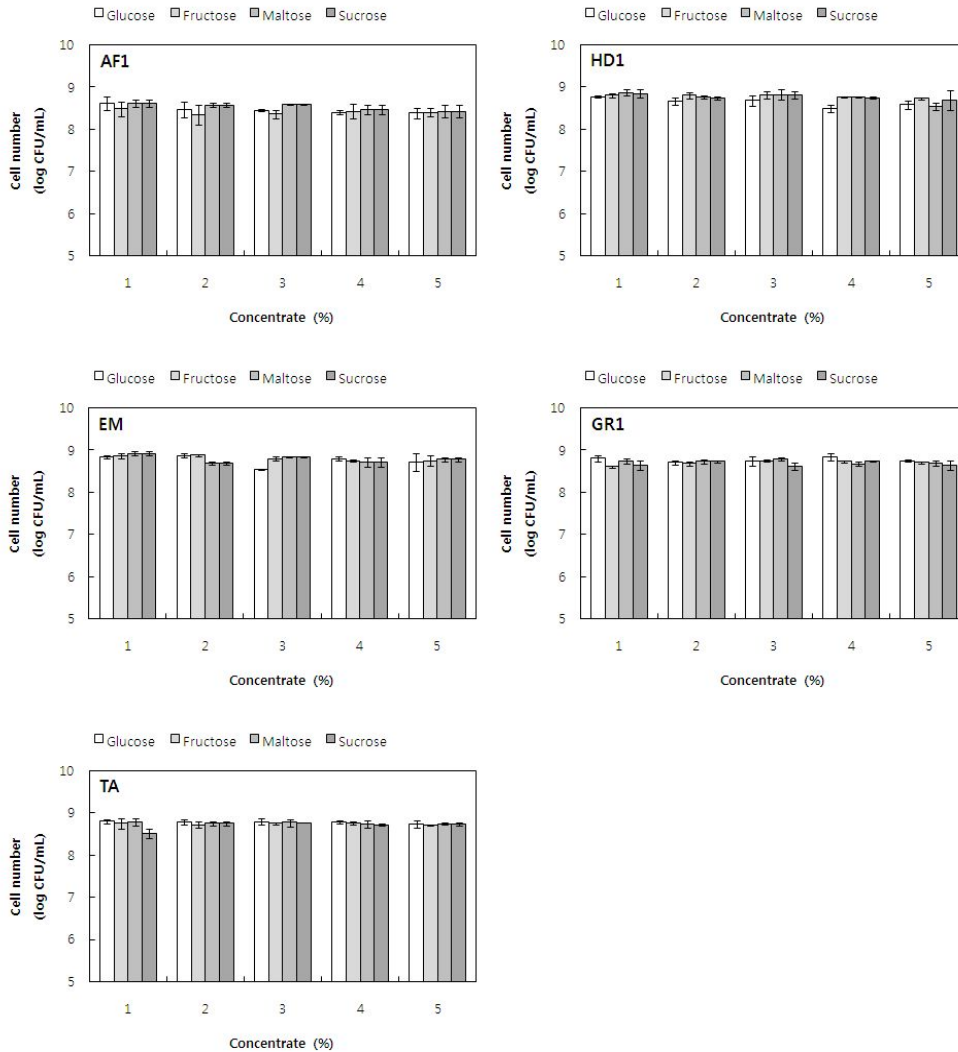 Glucose Fructose Maltose Sucrose
AF1
10
9
8
7
6
5
Cell number
(log CFU/mL)
1 2 3 4 5
Concentrate (%)
Glucose Fructose Maltose Sucrose
HD1
10
9
8
7
6
5
Cell number
(log CFU/mL)
1 2 3 4 5
Concentrate (%)
Glucose Fructose Maltose Sucrose
EM
10
9
8
7
6
5
Cell number
(log CFU/mL)
1 2 3 4 5
Concentrate (%)
Glucose Fructose Maltose Sucrose
GR1
10
9
8
7
6
5
Cell number
(log CFU/mL)
1 2 3 4 5
Concentrate (%)
Glucose Fructose Maltose Sucrose
TA
10
9
8
7
6
5
Cell number
(log CFU/mL)
1 2 3 4 5
Concentrate (%)